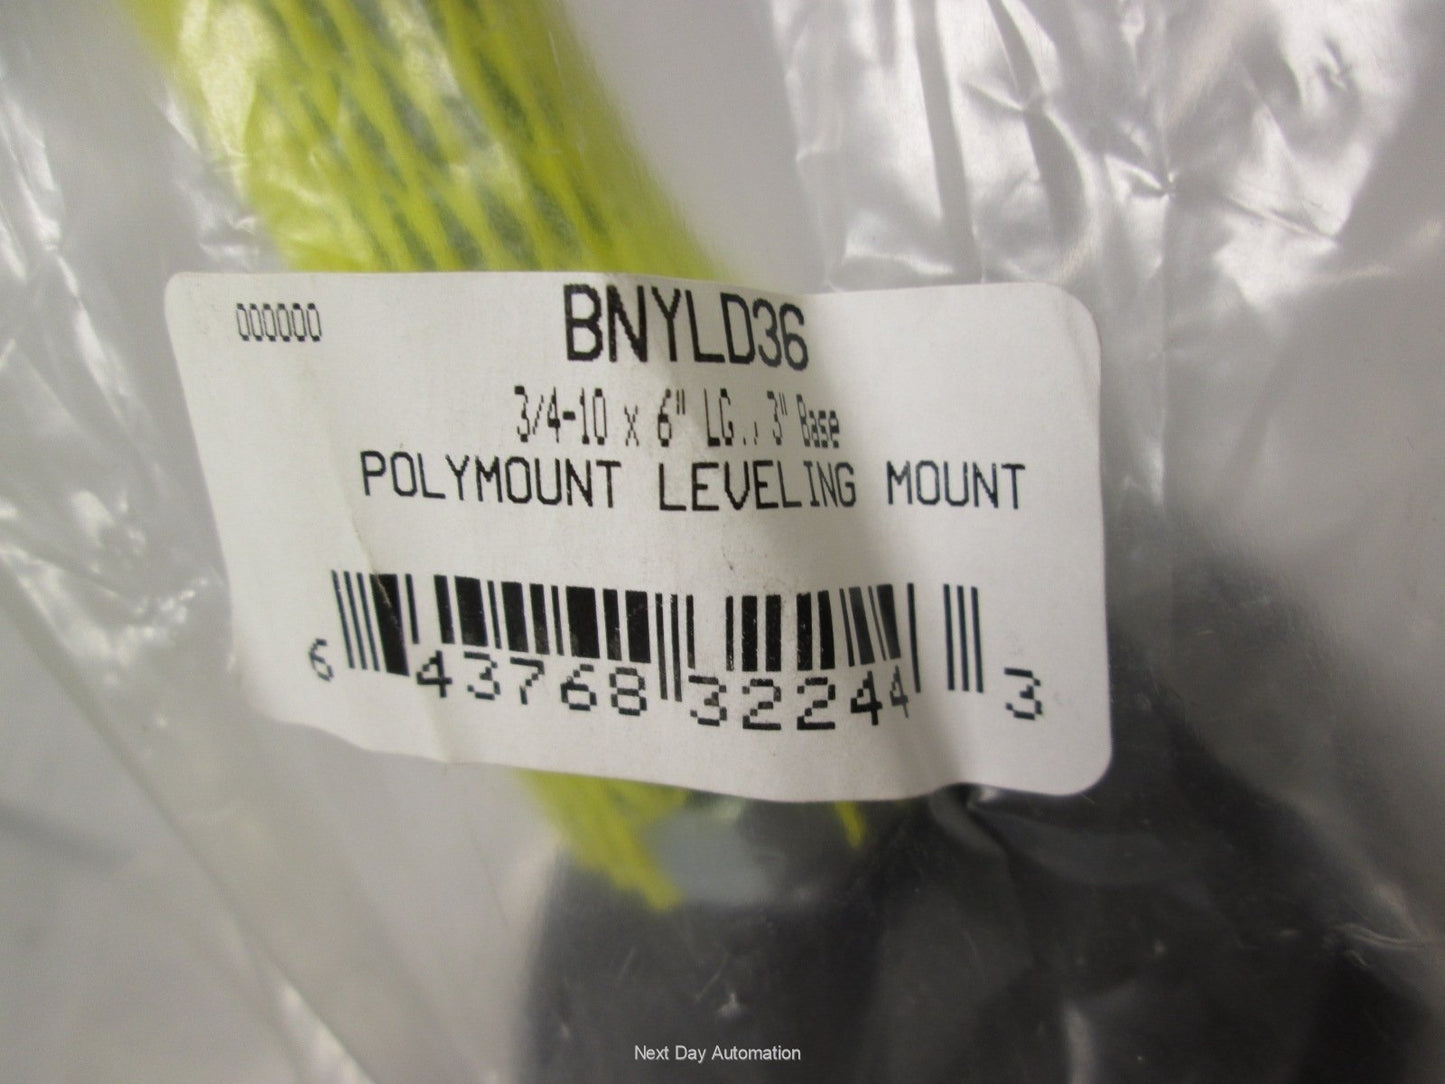 000000
BNYLD36
3/4-10 x 6" LG., 3" Base
POLYMOUNT LEVELING MOUNT
6 43768 32244 3
Next Day Automation